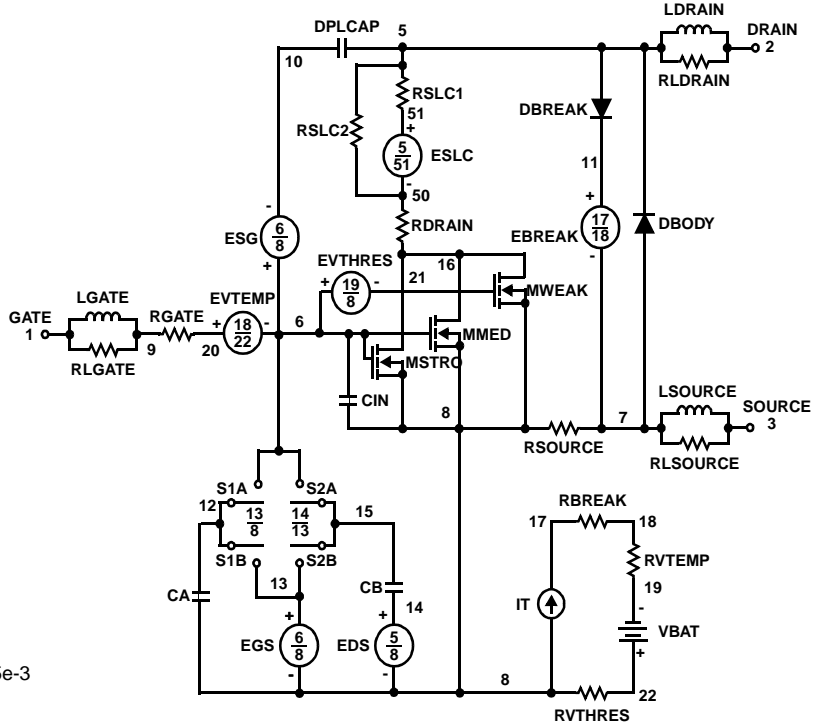 LDRAIN
DPLCAP 5 DRAIN
2
10
RLDRAIN
RSLC1
51
DBREAK
RSLC2
+
5
51
ESLC
11
-
50
-
+
RDRAIN
6
8
ESG
17
18
EBREAK
DBODY
+
EVTHRES
16
-
21
+ 19
8 -
MWEAK
LGATE
EVTEMP
GATE
1
RGATE
+ 18
22 -
6
MMED
9
20
RLGATE
MSTRO
LSOURCE
CIN
SOURCE
3
8
7
RSOURCE
RLSOURCE
S1A
S2A
12
13
8
14
13
15
RBREAK
17
18
S1B
S2B
RVTEMP
13
CB
19
CA
IT
-
14
+
+
VBAT
EGS 6
8
EDS 5
8
+
5e-3
-
-
8
22
RVTHRES